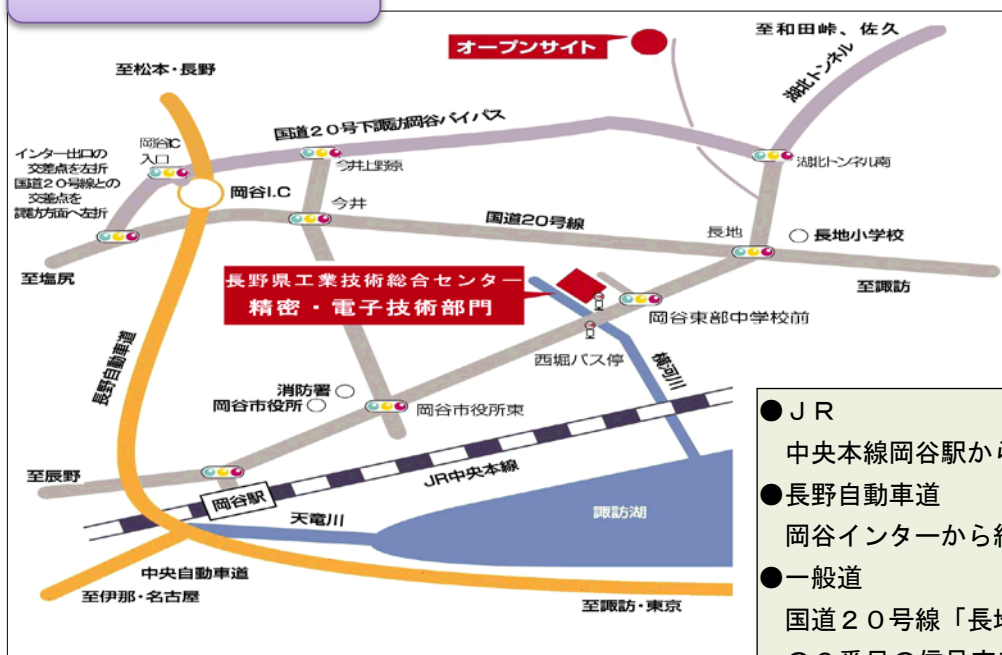 オープンサイト
至和田峠、佐久
至松本・長野
湖北トンネル
国道20号下諏訪岡谷バイパス
岡谷IC
入口
インター出口の
交差点を左折
国道20号線との
交差点を
諏訪方面へ左折
今井上野原
湖北トンネル南
岡谷I.C
今井
国道20号線
長地
長地小学校
至塩尻
長野県工業技術総合センター
精密・電子技術部門
至諏訪
岡谷東部中学校前
西堀バス停
横河川
長野自動車道
消防署
岡谷市役所
岡谷市役所東
至辰野
岡谷駅
JR中央本線
天竜川
諏訪湖
中央自動車道
至伊那・名古屋
至諏訪・東京
●ＪＲ
中央本線岡谷駅から
●長野自動車道
岡谷インターから
●一般道
国道２０号線「長地